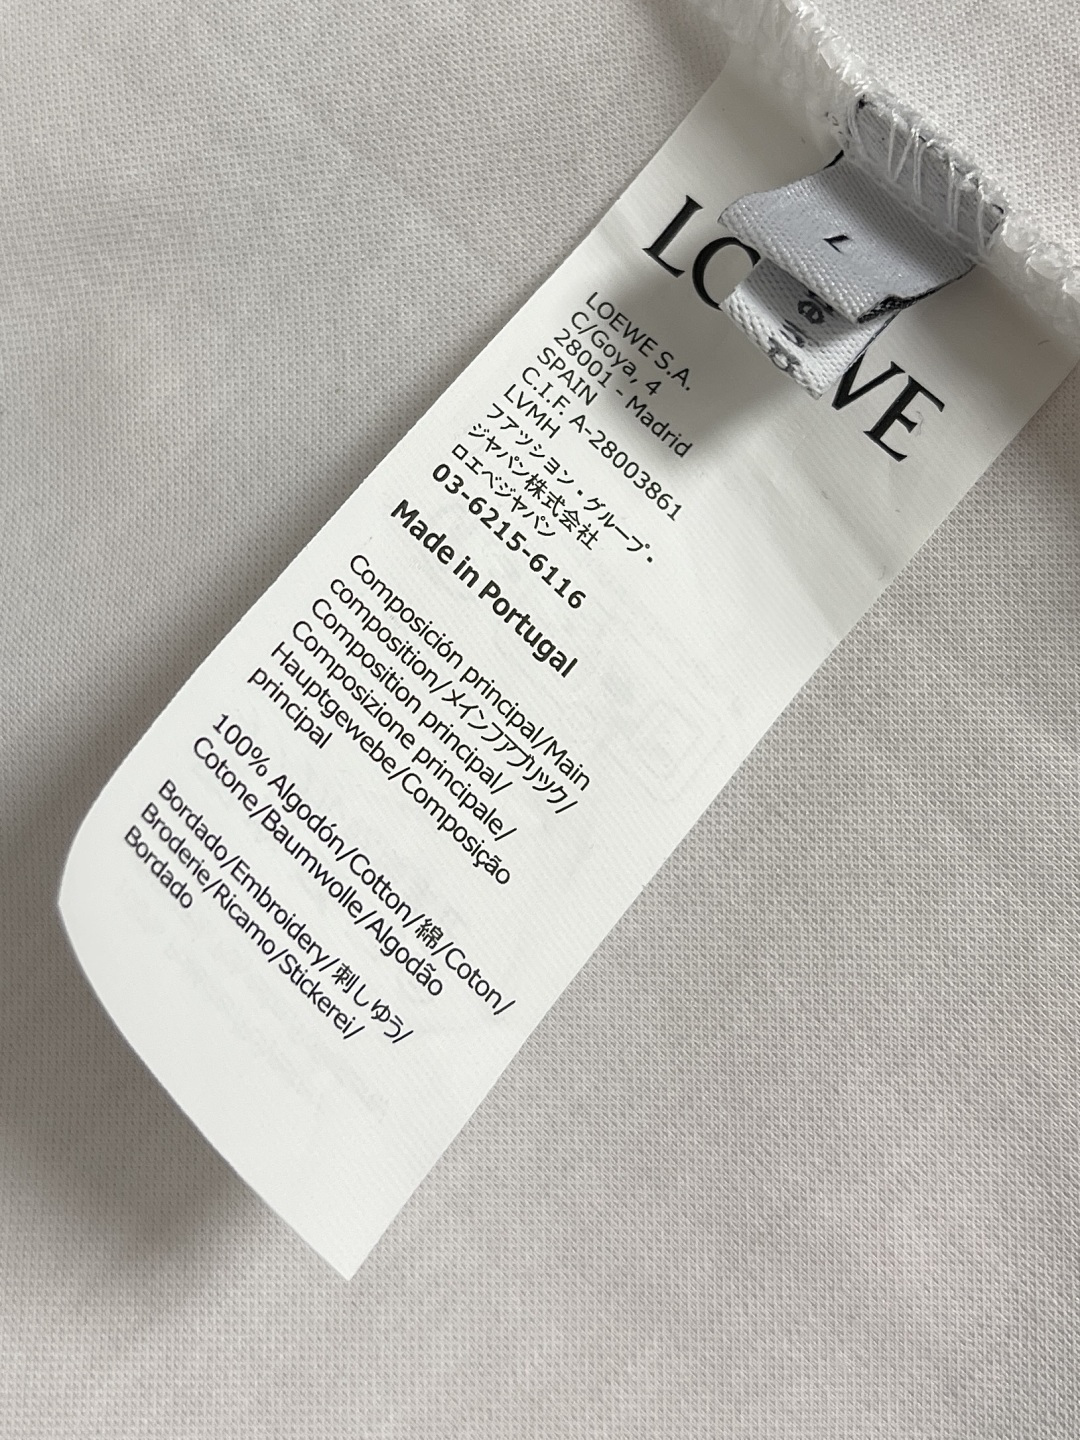 LOEWE
LOEWE S.A.
C/Goya, 4
28001 - Madrid
SPAIN
C.I.F. A-28003861
LVMH
ファッション・グループ・
ジャパン株式会社
ロエベジャパン
03-6215-6116
Made in Portugal
Composición principal/Main
composition/メインファブリック/
Composition principal/
Composizione principale/
Hauptgewebe/Composição
principal
100% Algodón/Cotton/綿/Coton/
Cotone/Baumwolle/Algodão
Bordado/Embroidery/刺しゅう/
Broderie/Ricamo/Stickerei/
Bordado